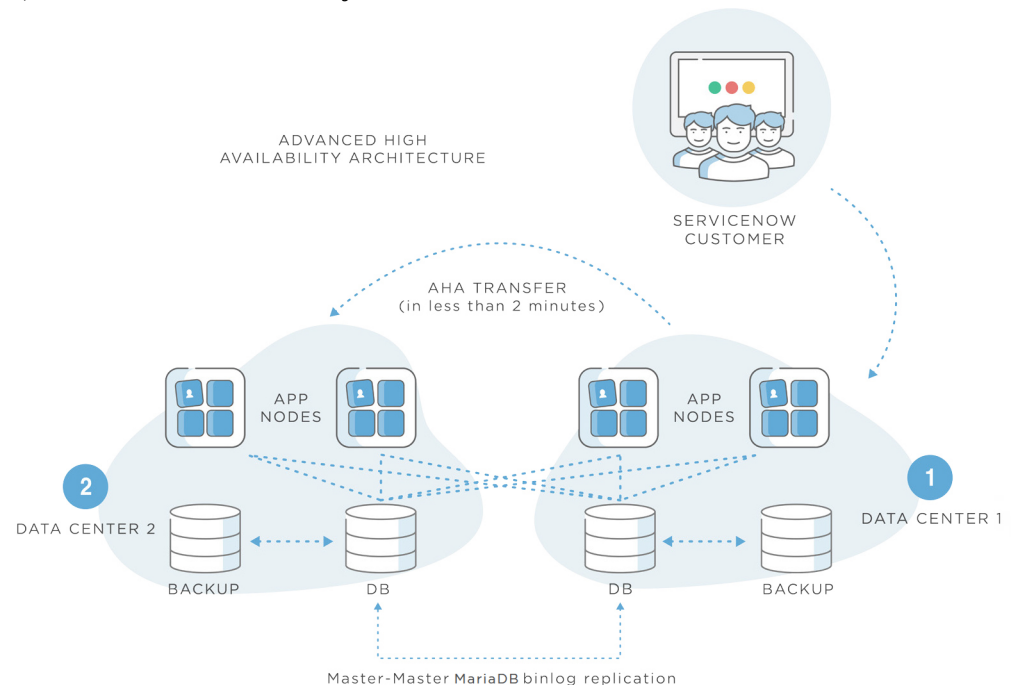 ADVANCED HIGH
AVAILABILITY ARCHITECTURE
SERVICENOW
CUSTOMER
AHA TRANSFER
(in less than 2 minutes)
APP
NODES
APP
NODES
2
DATA CENTER 2
1
DATA CENTER 1
BACKUP
DB
DB
BACKUP
Master-Master MariaDB binlog replication